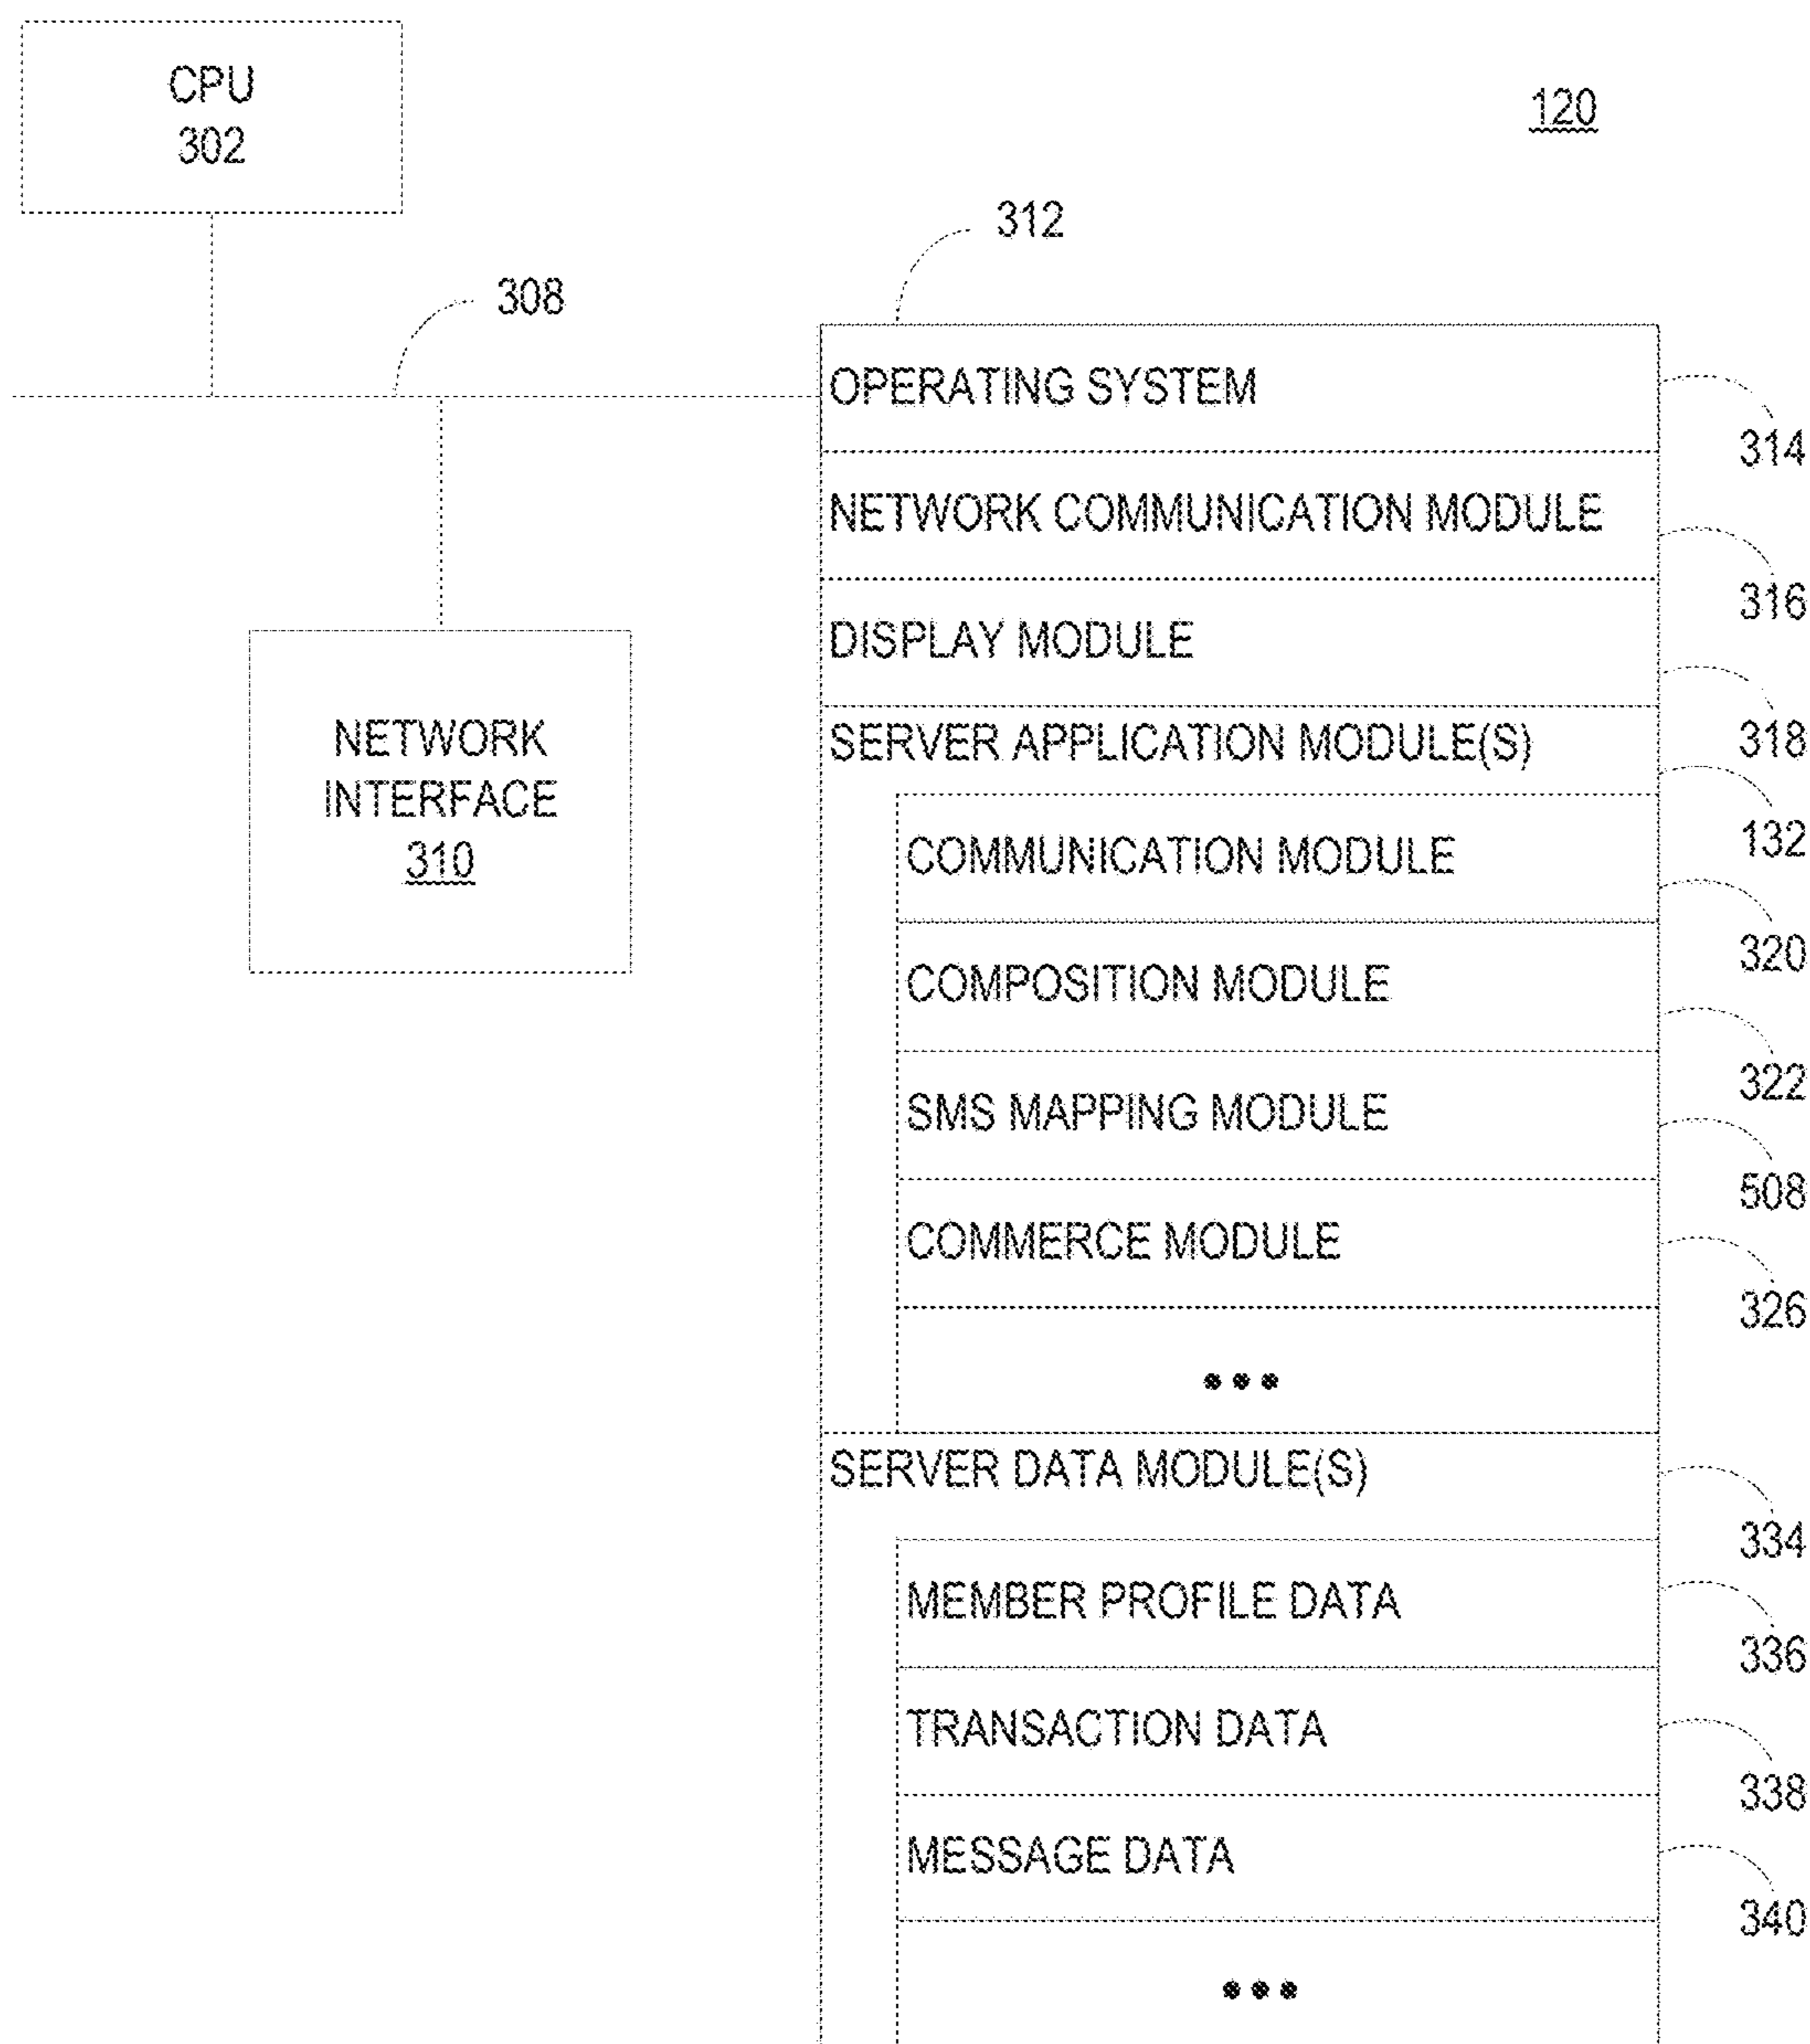 CPU
302
120
312
308
OPERATING SYSTEM
314
NETWORK COMMUNICATION MODULE
316
DISPLAY MODULE
318
NETWORK
INTERFACE
310
SERVER APPLICATION MODULE(S)
132
COMMUNICATION MODULE
320
COMPOSITION MODULE
322
SMS MAPPING MODULE
508
COMMERCE MODULE
326
•••
SERVER DATA MODULE(S)
334
MEMBER PROFILE DATA
336
TRANSACTION DATA
338
MESSAGE DATA
340
•••